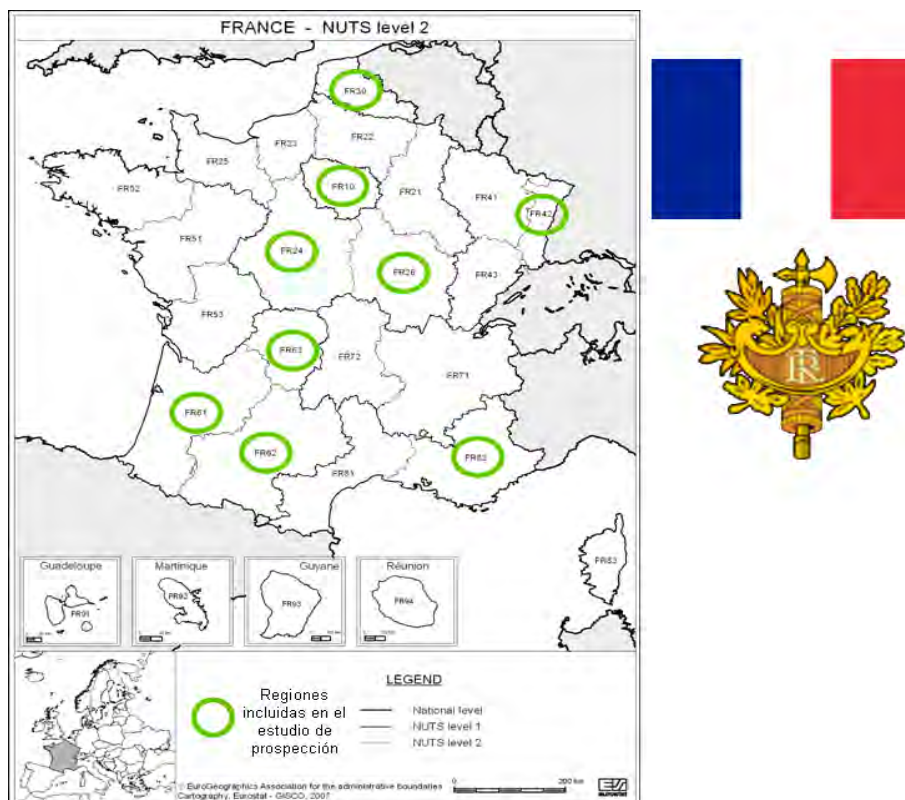 FRANCE - NUTS level 2
FR30
FR22
FR23
FR25
FR10
FR21
FR41
FR42
FR52
FR51
FR24
FR26
FR43
FR53
FR63
FR72
FR71
FR61
FR62
FR81
FR82
FR83
Guadeloupe
Martinique
Guyane
Réunion
FR91
FR92
FR93
FR94
LEGEND
Regiones
incluidas en el
estudio de
prospección
National level
NUTS level 1
NUTS level 2
© EuroGeographics Association for the administrative boundaries
Cartography, Eurostat - GISCO, 2007
0 200 km
eurostat
RF